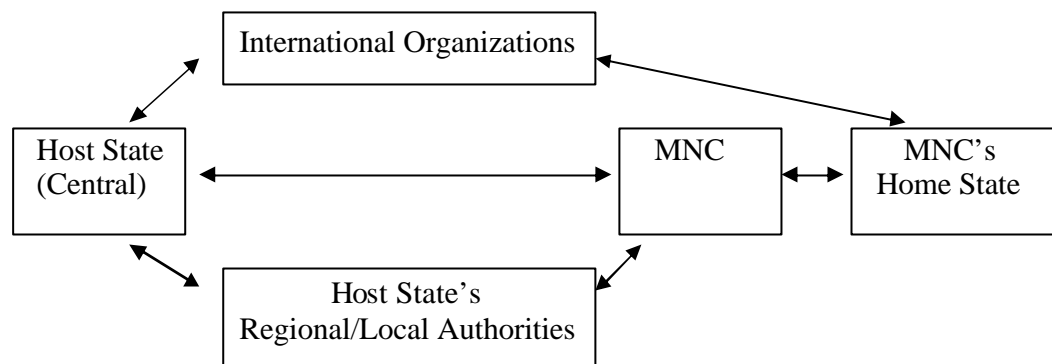 International Organizations
Host State
(Central)
MNC
MNC’s
Home State
Host State’s
Regional/Local Authorities